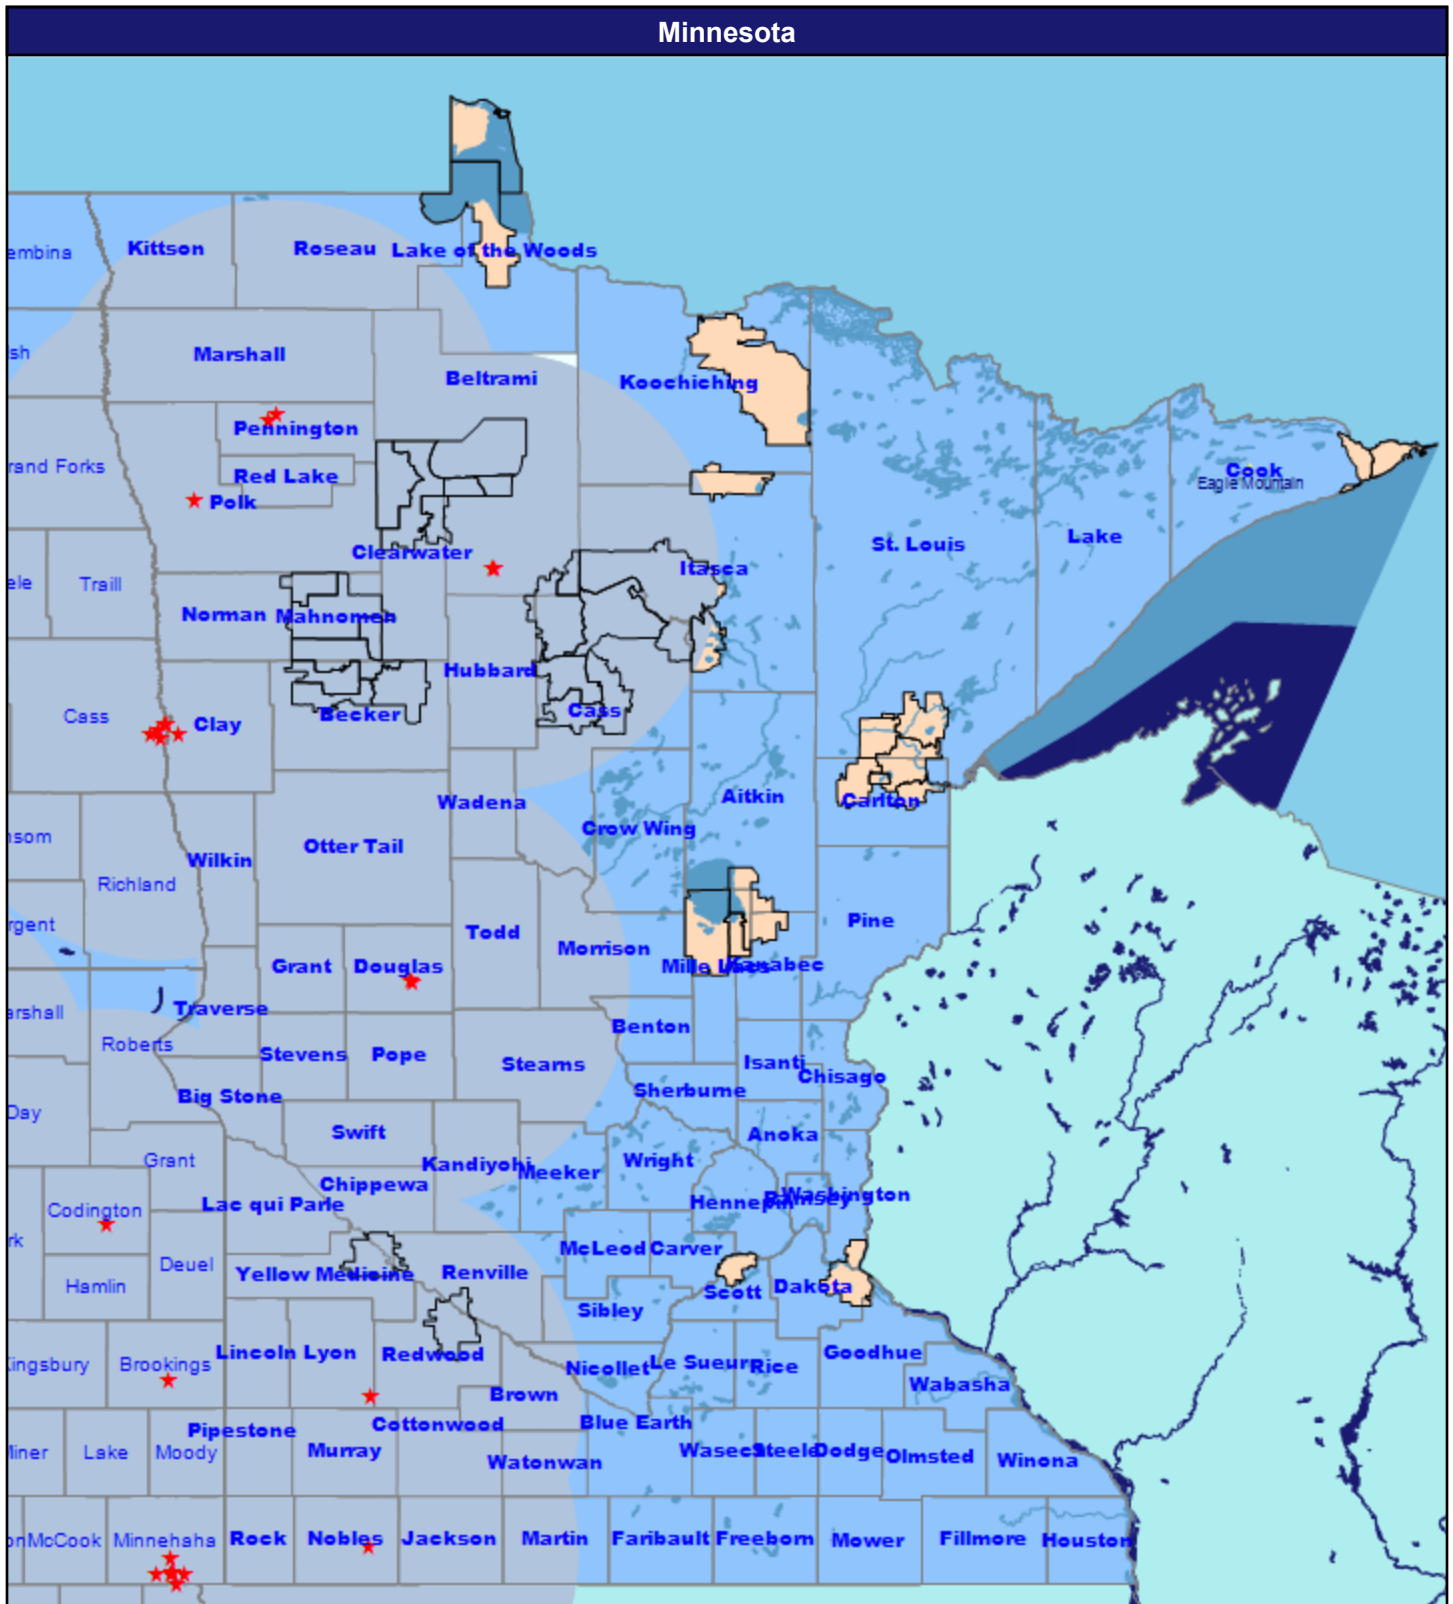 Minnesota
embina
Kittson
Roseau
Lake of the Woods
sh
Marshall
Beltrami
Koochiching
Pennington
rand Forks
Red Lake
Cook
Eagle Mountain
Polk
Lake
St. Louis
Clearwater
Itasca
ele
Traill
Norman
Mahnomen
Hubbard
Cass
Clay
Becker
Cass
Aitkin
Carlton
Wadena
Crow Wing
nsom
Otter Tail
Wilkin
Richland
rgent
Pine
Todd
Morrison
Grant
Douglas
Mille Lacs
Kanabec
arshall
Traverse
Benton
Roberts
Stevens
Pope
Stearns
Isanti
Chisago
Big Stone
Sherburne
Day
Swift
Anoka
Grant
Kandiyohi
Meeker
Wright
Chippewa
Codington
Lac qui Parle
Hennepin
Ramsey
Washington
rk
McLeod
Carver
Deuel
Yellow Medicine
Renville
Hamlin
Scott
Dakota
Sibley
Kingsbury
Brookings
Lincoln
Lyon
Redwood
Nicollet
Le Sueur
Rice
Goodhue
Brown
Wabasha
Pipestone
Cottonwood
Blue Earth
Miner
Lake
Moody
Murray
Watonwan
Waseca
Steele
Dodge
Olmsted
Winona
on
McCook
Minnehaha
Rock
Nobles
Jackson
Martin
Faribault
Freeborn
Mower
Fillmore
Houston